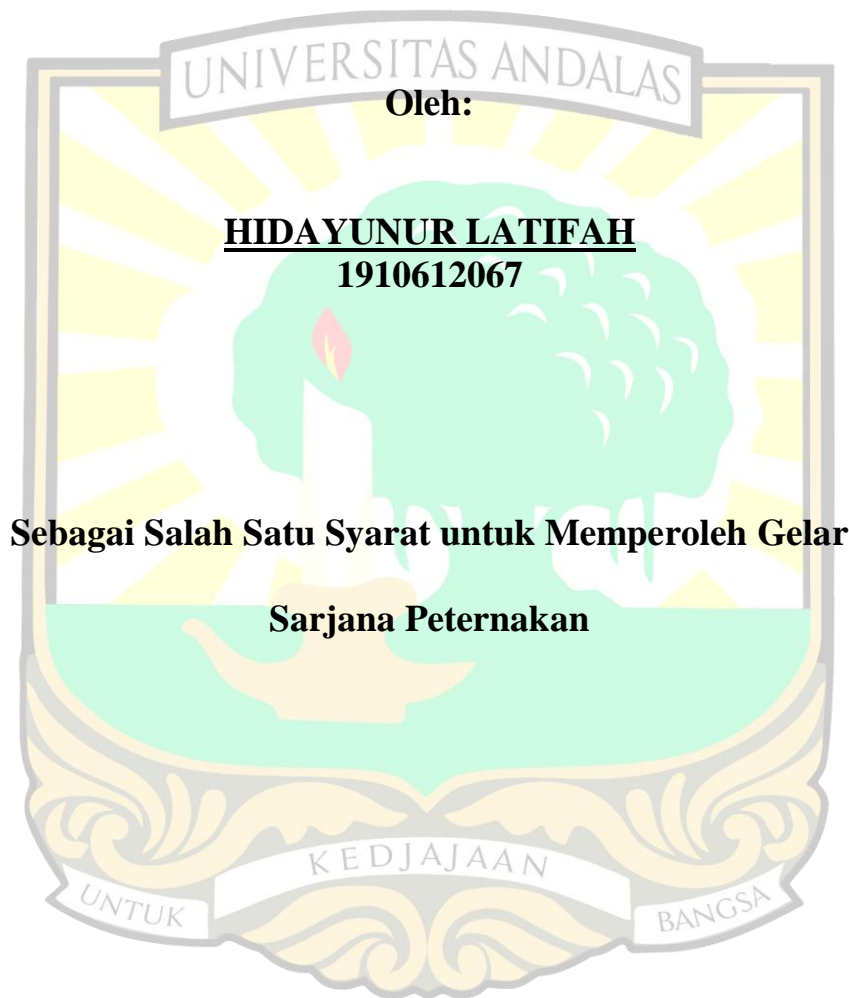 UNIVERSITAS ANDALAS
Oleh:
HIDAYUNUR LATIFAH
1910612067
Sebagai Salah Satu Syarat untuk Memperoleh Gelar
Sarjana Peternakan
UNTUK KEDJAJAAN BANGSA